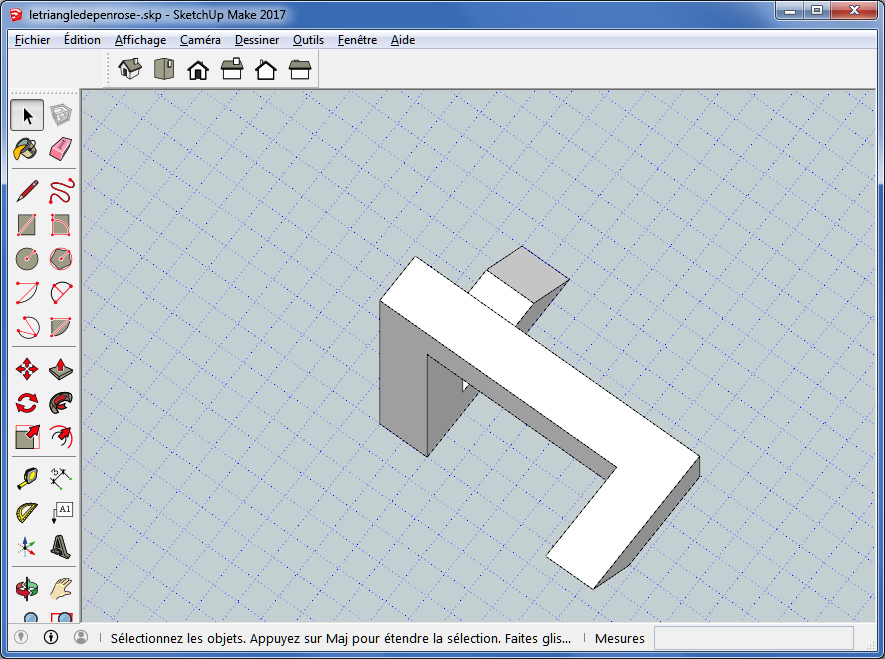 letriangledepenrose-.skp - SketchUp Make 2017
Fichier Édition Affichage Caméra Dessiner Outils Fenêtre Aide
A1
Sélectionnez les objets. Appuyez sur Maj pour étendre la sélection. Faites glis... Mesures